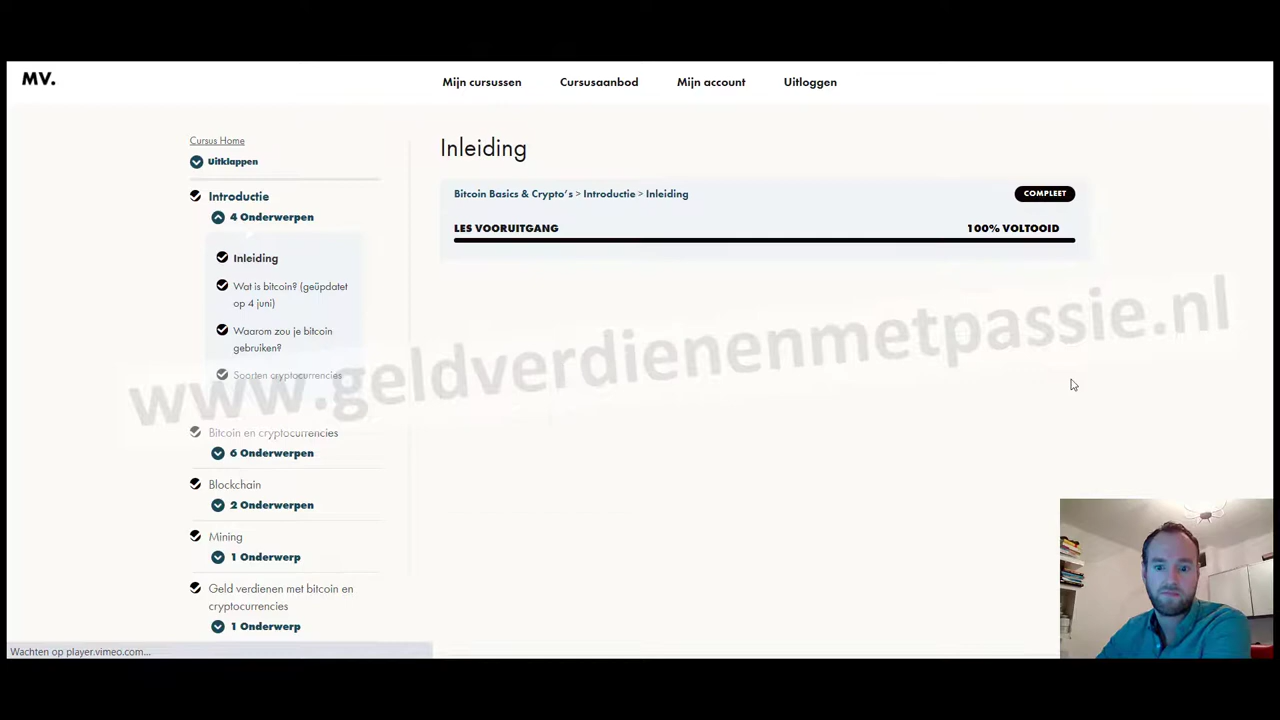 MV.
Mijn cursussen
Cursusaanbod
Mijn account
Uitloggen
Cursus Home
Uitklappen
Introductie
4 Onderwerpen
Inleiding
Wat is bitcoin? (geüpdatet
op 4 juni)
Waarom zou je bitcoin
gebruiken?
Soorten cryptocurrencies
Bitcoin en cryptocurrencies
6 Onderwerpen
Blockchain
2 Onderwerpen
Mining
1 Onderwerp
Geld verdienen met bitcoin en
cryptocurrencies
1 Onderwerp
Inleiding
Bitcoin Basics & Crypto's > Introductie > Inleiding
COMPLEET
LES VOORUITGANG
100% VOLTOOID
www.geldverdienenmetpassie.nl
Wachten op player.vimeo.com...